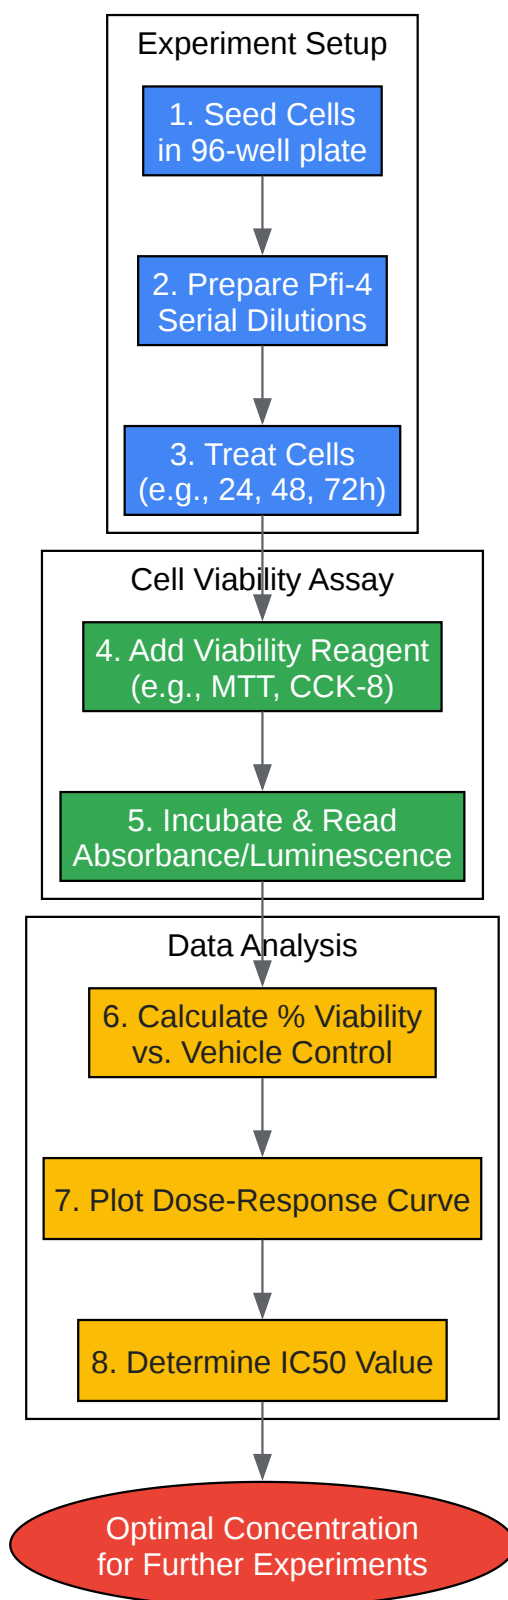 Experiment Setup
1. Seed Cells
in 96-well plate
2. Prepare Pfi-4
Serial Dilutions
3. Treat Cells
(e.g., 24, 48, 72h)
Cell Viability Assay
4. Add Viability Reagent
(e.g., MTT, CCK-8)
5. Incubate & Read
Absorbance/Luminescence
Data Analysis
6. Calculate % Viability
vs. Vehicle Control
7. Plot Dose-Response Curve
8. Determine IC50 Value
Optimal Concentration
for Further Experiments